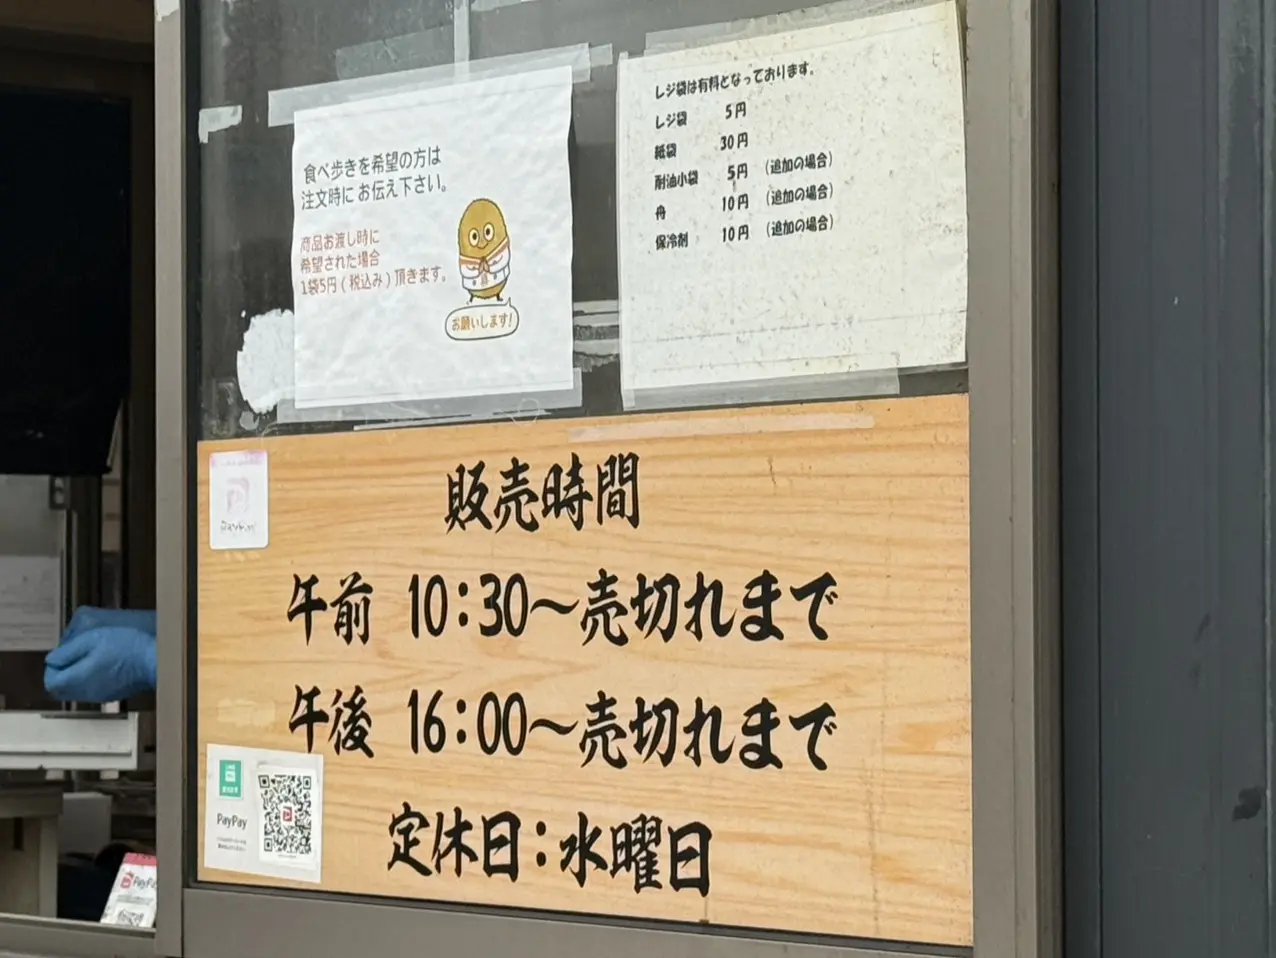 食べ歩きを希望の方は
注文時にお伝え下さい。
商品お渡し時に
希望された場合
1袋5円(税込み)頂きます。
お願いします!
レジ袋は有料となっております。
レジ袋 5円
紙袋 30円
耐油小袋 5円 (追加の場合)
舟 10円 (追加の場合)
保冷剤 10円 (追加の場合)
販売時間
午前 10:30～売切れまで
午後 16:00～売切れまで
定休日:水曜日
PayPay
PayPay